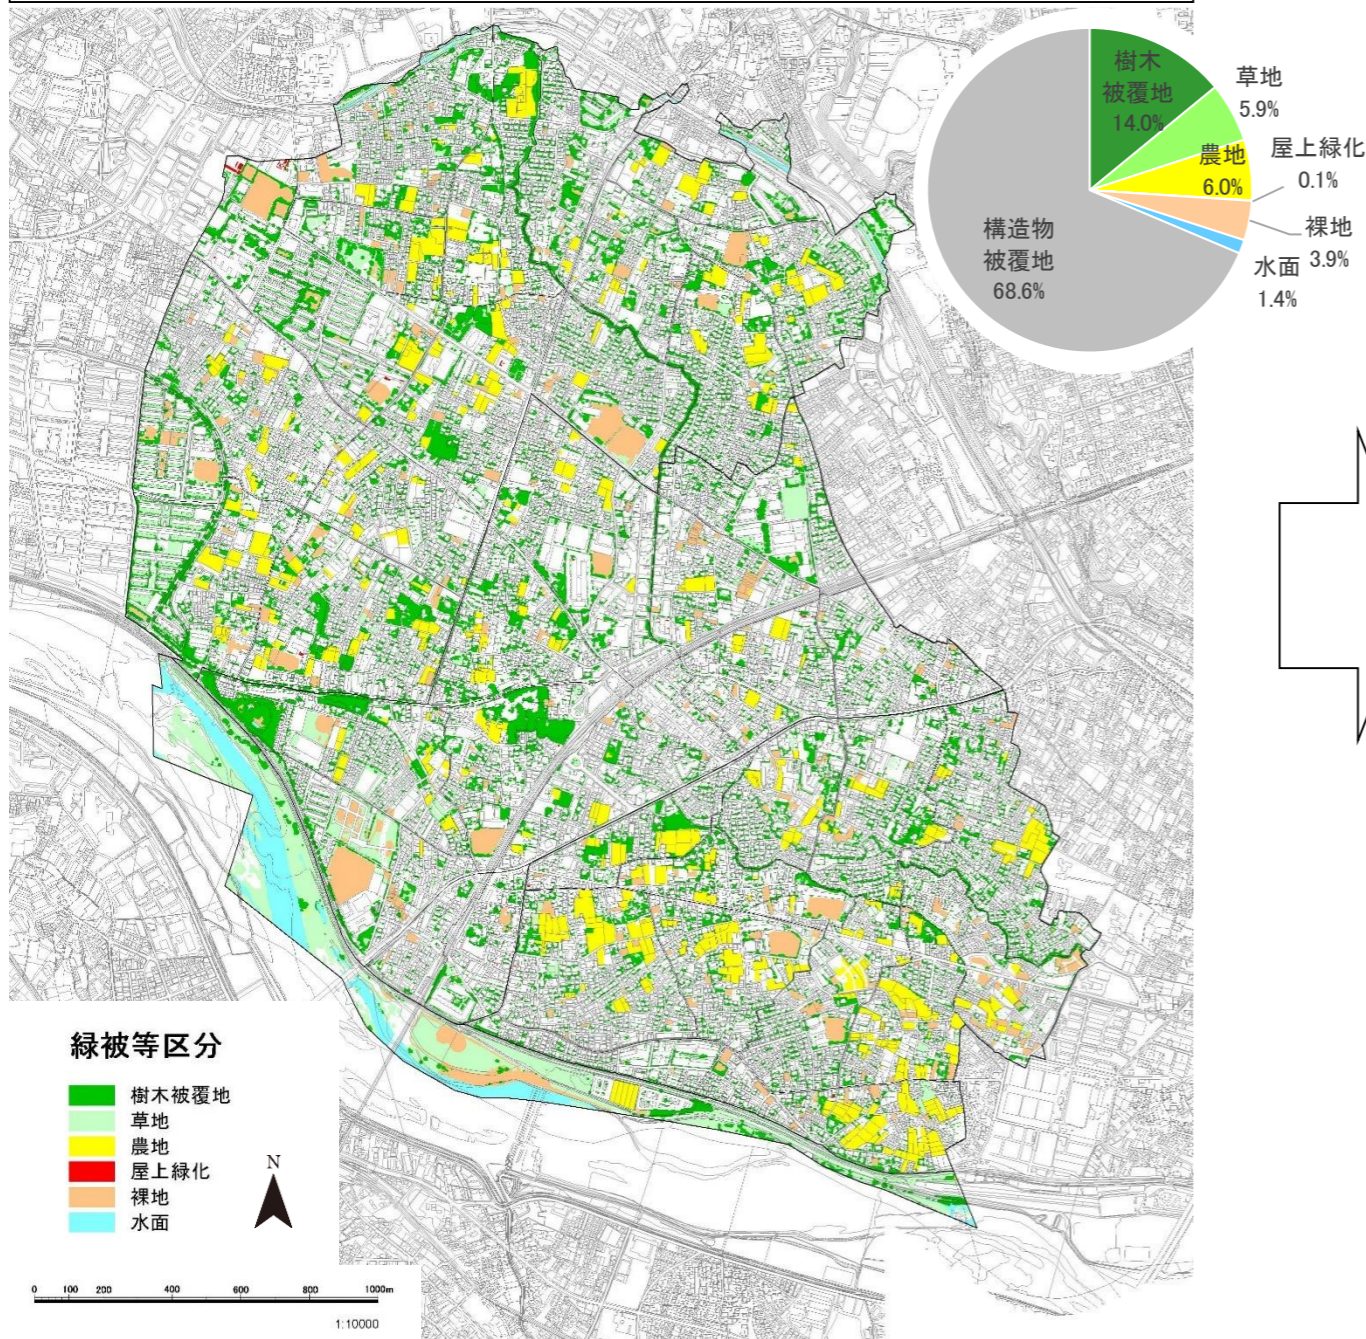 樹木
被覆地
14.0%
草地
5.9%
農地
6.0%
屋上緑化
0.1%
裸地
3.9%
水面
1.4%
構造物
被覆地
68.6%
緑被等区分
樹木被覆地
草地
農地
屋上緑化
裸地
水面
N
0 100 200 400 600 800 1000m
1:10000